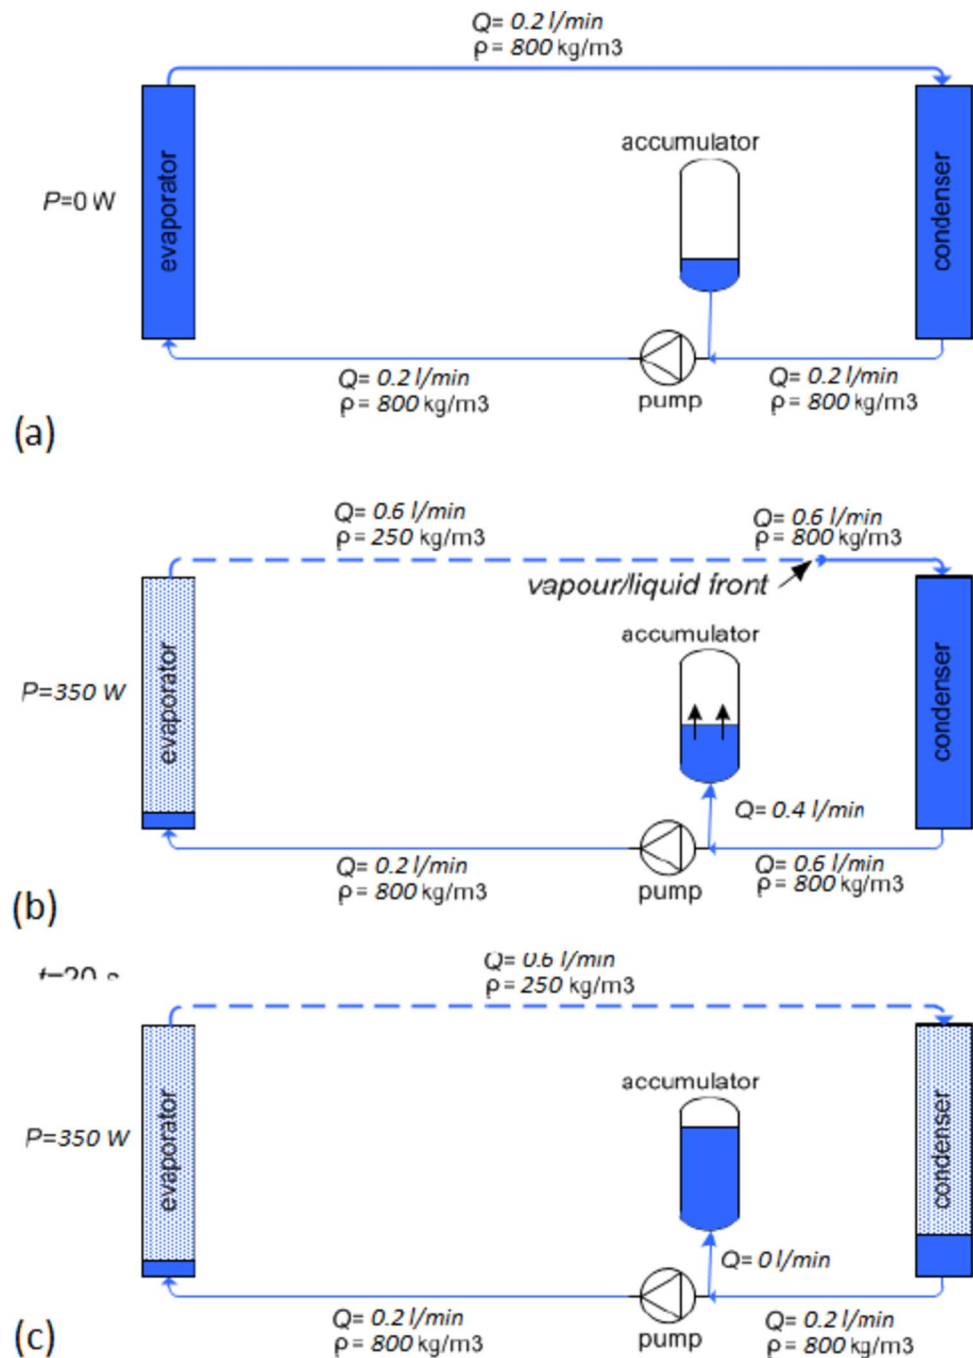 Q= 0.2 l/min
ρ = 800 kg/m3
accumulator
evaporator
condenser
P=0 W
pump
Q= 0.2 l/min
ρ = 800 kg/m3
Q= 0.2 l/min
ρ = 800 kg/m3
(a)
Q= 0.6 l/min
ρ = 250 kg/m3
Q= 0.6 l/min
ρ = 800 kg/m3
vapour/liquid front
accumulator
evaporator
condenser
P=350 W
Q= 0.4 l/min
pump
Q= 0.2 l/min
ρ = 800 kg/m3
Q= 0.6 l/min
ρ = 800 kg/m3
(b)
Q= 0.6 l/min
ρ = 250 kg/m3
accumulator
evaporator
condenser
P=350 W
Q= 0 l/min
pump
Q= 0.2 l/min
ρ = 800 kg/m3
Q= 0.2 l/min
ρ = 800 kg/m3
(c)